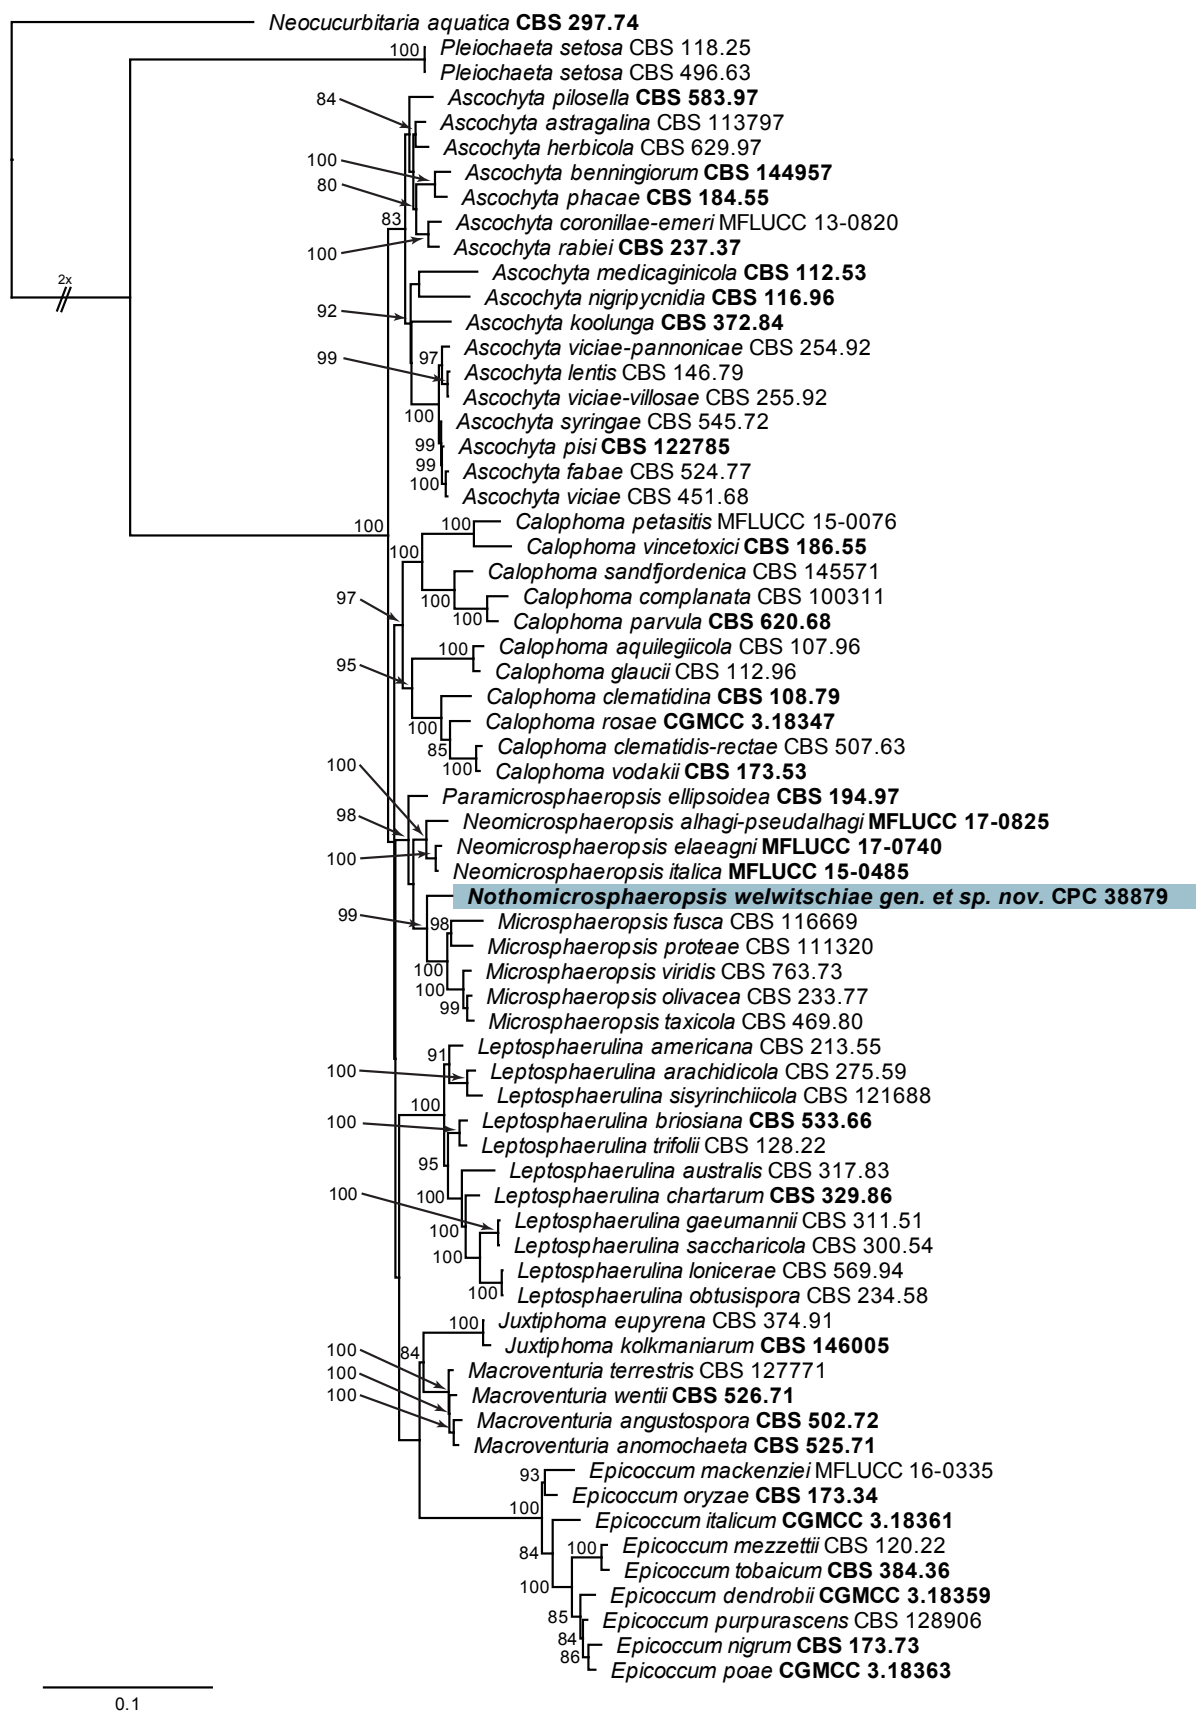 Neocucurbitaria aquatica CBS 297.74
100
Pleiochaeta setosa CBS 118.25
Pleiochaeta setosa CBS 496.63
84
Ascochyta pilosella CBS 583.97
Ascochyta astragalina CBS 113797
Ascochyta herbicola CBS 629.97
100
Ascochyta benningiorum CBS 144957
80
Ascochyta phacae CBS 184.55
83
Ascochyta coronillae-emeri MFLUCC 13-0820
100
Ascochyta rabiei CBS 237.37
2x
Ascochyta medicaginicola CBS 112.53
Ascochyta nigripycnidia CBS 116.96
92
Ascochyta koolunga CBS 372.84
99
97
Ascochyta viciae-pannonicae CBS 254.92
Ascochyta lentis CBS 146.79
Ascochyta viciae-villosae CBS 255.92
100
Ascochyta syringae CBS 545.72
99
Ascochyta pisi CBS 122785
99
Ascochyta fabae CBS 524.77
100
Ascochyta viciae CBS 451.68
100
100
Calophoma petasitis MFLUCC 15-0076
100
Calophoma vincetoxici CBS 186.55
Calophoma sandfjordenica CBS 145571
97
100
Calophoma complanata CBS 100311
100
Calophoma parvula CBS 620.68
100
Calophoma aquilegiicola CBS 107.96
95
Calophoma glaucii CBS 112.96
Calophoma clematidina CBS 108.79
100
Calophoma rosae CGMCC 3.18347
85
Calophoma clematidis-rectae CBS 507.63
100
100
Calophoma vodakii CBS 173.53
Paramicrosphaeropsis ellipsoidea CBS 194.97
98
Neomicrosphaeropsis alhagi-pseudalhagi MFLUCC 17-0825
100
Neomicrosphaeropsis elaeagni MFLUCC 17-0740
Neomicrosphaeropsis italica MFLUCC 15-0485
Nothomicrosphaeropsis welwitschiae gen. et sp. nov. CPC 38879
99
98
Microsphaeropsis fusca CBS 116669
Microsphaeropsis proteae CBS 111320
100
Microsphaeropsis viridis CBS 763.73
100
Microsphaeropsis olivacea CBS 233.77
99
Microsphaeropsis taxicola CBS 469.80
91
Leptosphaerulina americana CBS 213.55
100
Leptosphaerulina arachidicola CBS 275.59
Leptosphaerulina sisyrinchiicola CBS 121688
100
100
Leptosphaerulina briosiana CBS 533.66
Leptosphaerulina trifolii CBS 128.22
95
Leptosphaerulina australis CBS 317.83
100
100
Leptosphaerulina chartarum CBS 329.86
Leptosphaerulina gaeumannii CBS 311.51
100
Leptosphaerulina saccharicola CBS 300.54
100
Leptosphaerulina lonicerae CBS 569.94
100
Leptosphaerulina obtusispora CBS 234.58
100
Juxtiphoma eupyrena CBS 374.91
Juxtiphoma kolkmaniarum CBS 146005
100
84
Macroventuria terrestris CBS 127771
100
Macroventuria wentii CBS 526.71
100
Macroventuria angustospora CBS 502.72
Macroventuria anomochaeta CBS 525.71
93
Epicoccum mackenziei MFLUCC 16-0335
Epicoccum oryzae CBS 173.34
100
Epicoccum italicum CGMCC 3.18361
84
100
Epicoccum mezzettii CBS 120.22
Epicoccum tobaicum CBS 384.36
100
Epicoccum dendrobii CGMCC 3.18359
85
Epicoccum purpurascens CBS 128906
84
Epicoccum nigrum CBS 173.73
86
Epicoccum poae CGMCC 3.18363
0.1